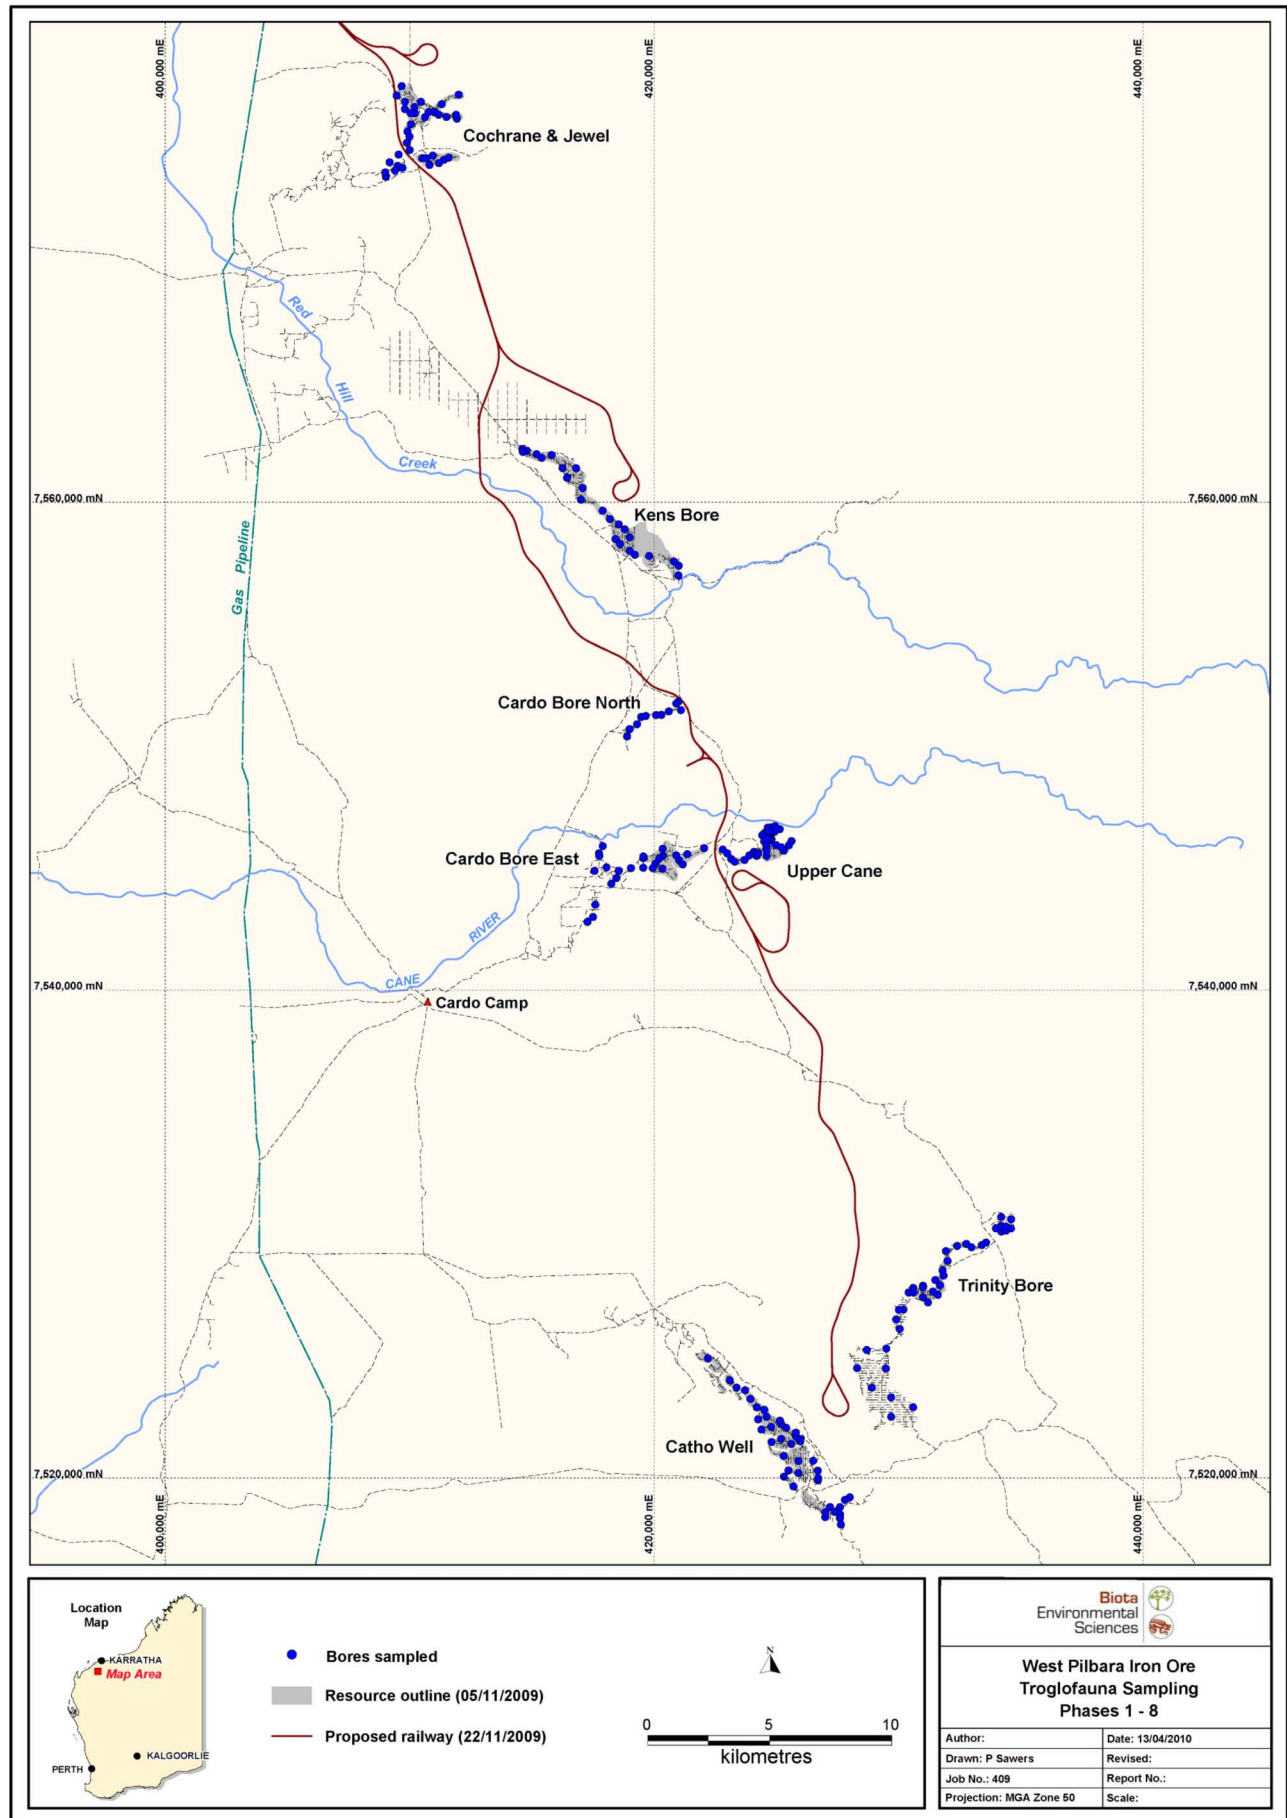 400,000 mE
420,000 mE
440,000 mE
Cochrane & Jewel
Red
Hill
Creek
7,560,000 mN
7,560,000 mN
Kens Bore
Gas Pipeline
Cardo Bore North
Cardo Bore East
Upper Cane
RIVER
CANE
7,540,000 mN
7,540,000 mN
Cardo Camp
Trinity Bore
Catho Well
7,520,000 mN
7,520,000 mN
400,000 mE
420,000 mE
440,000 mE
Location
Map
KARRATHA
Map Area
KALGOORLIE
PERTH
Bores sampled
Resource outline (05/11/2009)
Proposed railway (22/11/2009)
N
0 5 10
kilometres
Biota
Environmental
Sciences
West Pilbara Iron Ore
Troglofauna Sampling
Phases 1 - 8
Author: Date: 13/04/2010
Drawn: P Sawers Revised:
Job No.: 409 Report No.:
Projection: MGA Zone 50 Scale: